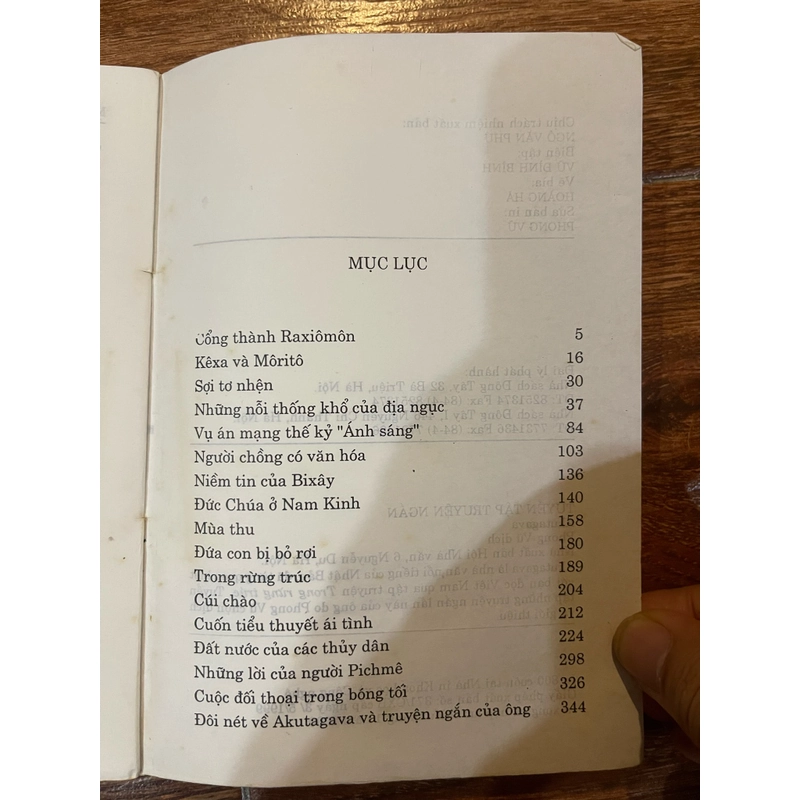 MỤC LỤC
Cổng thành Raxiômôn 5
Kêxa và Môritô 16
Sợi tơ nhện 30
Những nỗi thống khổ của địa ngục 37
Vụ án mạng thế kỷ "Ánh sáng" 84
Người chồng có văn hóa 103
Niềm tin của Bixây 136
Đức Chúa ở Nam Kinh 140
Mùa thu 158
Đứa con bị bỏ rơi 180
Trong rừng trúc 189
Cúi chào 204
Cuốn tiểu thuyết ái tình 212
Đất nước của các thủy dân 224
Những lời của người Pichmê 298
Cuộc đối thoại trong bóng tối 326
Đôi nét về Akutagava và truyện ngắn của ông 344